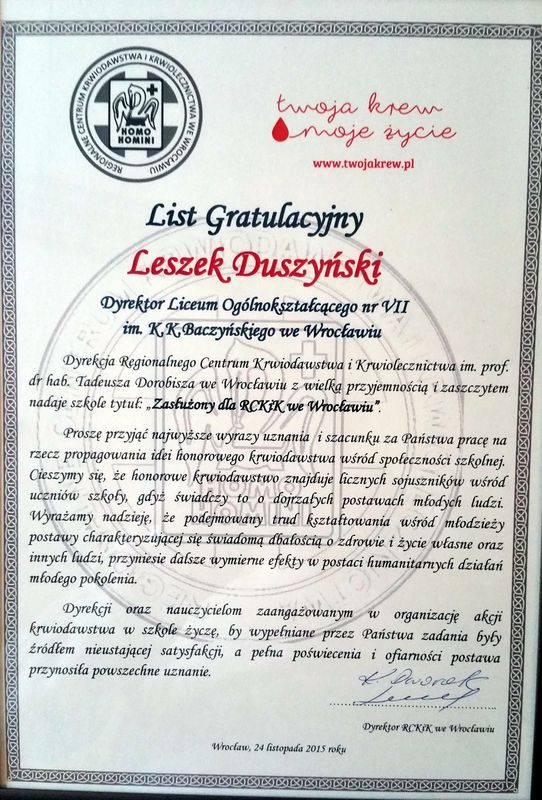 REGIONALNE CENTRUM KRWIODAWSTWA I KRWIOLECZNICTWA WE WROCŁAWIU
HOMO
HOMINI
twoja krew
moje życie
www.twojakrew.pl
List Gratulacyjny
Leszek Duszyński
Dyrektor Liceum Ogólnokształcącego nr VII
im. K.K.Baczyńskiego we Wrocławiu
Dyrekcja Regionalnego Centrum Krwiodawstwa i Krwiolecznictwa im. prof.
dr hab. Tadeusza Dorobisza we Wrocławiu z wielką przyjemnością i zaszczytem
nadaje szkole tytuł: „Zasłużony dla RCKiK we Wrocławiu”.
Proszę przyjąć najwyższe wyrazy uznania i szacunku za Państwa pracę na
rzecz propagowania idei honorowego krwiodawstwa wśród społeczności szkolnej.
Cieszymy się, że honorowe krwiodawstwo znajduje licznych sojuszników wśród
uczniów szkoły, gdyż świadczy to o dojrzałych postawach młodych ludzi.
Wyrażamy nadzieję, że podejmowany trud kształtowania wśród młodzieży
postawy charakteryzującej się świadomą dbałością o zdrowie i życie własne oraz
innych ludzi, przyniesie dalsze wymierne efekty w postaci humanitarnych działań
młodego pokolenia.
Dyrekcji oraz nauczycielom zaangażowanym w organizację akcji
krwiodawstwa w szkole życzę, by wypełniane przez Państwa zadania były
źródłem nieustającej satysfakcji, a pełna poświecenia i ofiarności postawa
przynosiła powszechne uznanie.
Dyrektor RCKiK we Wrocławiu
Wrocław, 24 listopada 2015 roku